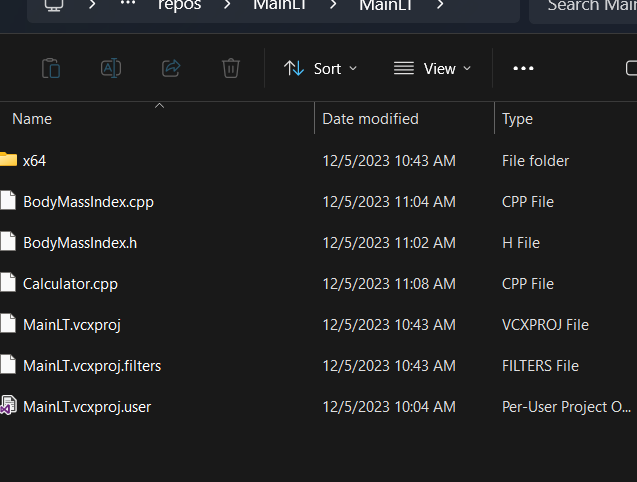 repos MainLT MainLT Search Main
Sort View
Name Date modified Type
x64 12/5/2023 10:43 AM File folder
BodyMassIndex.cpp 12/5/2023 11:04 AM CPP File
BodyMassIndex.h 12/5/2023 11:02 AM H File
Calculator.cpp 12/5/2023 11:08 AM CPP File
MainLT.vcxproj 12/5/2023 10:43 AM VCXPROJ File
MainLT.vcxproj.filters 12/5/2023 10:43 AM FILTERS File
MainLT.vcxproj.user 12/5/2023 10:04 AM Per-User Project O...